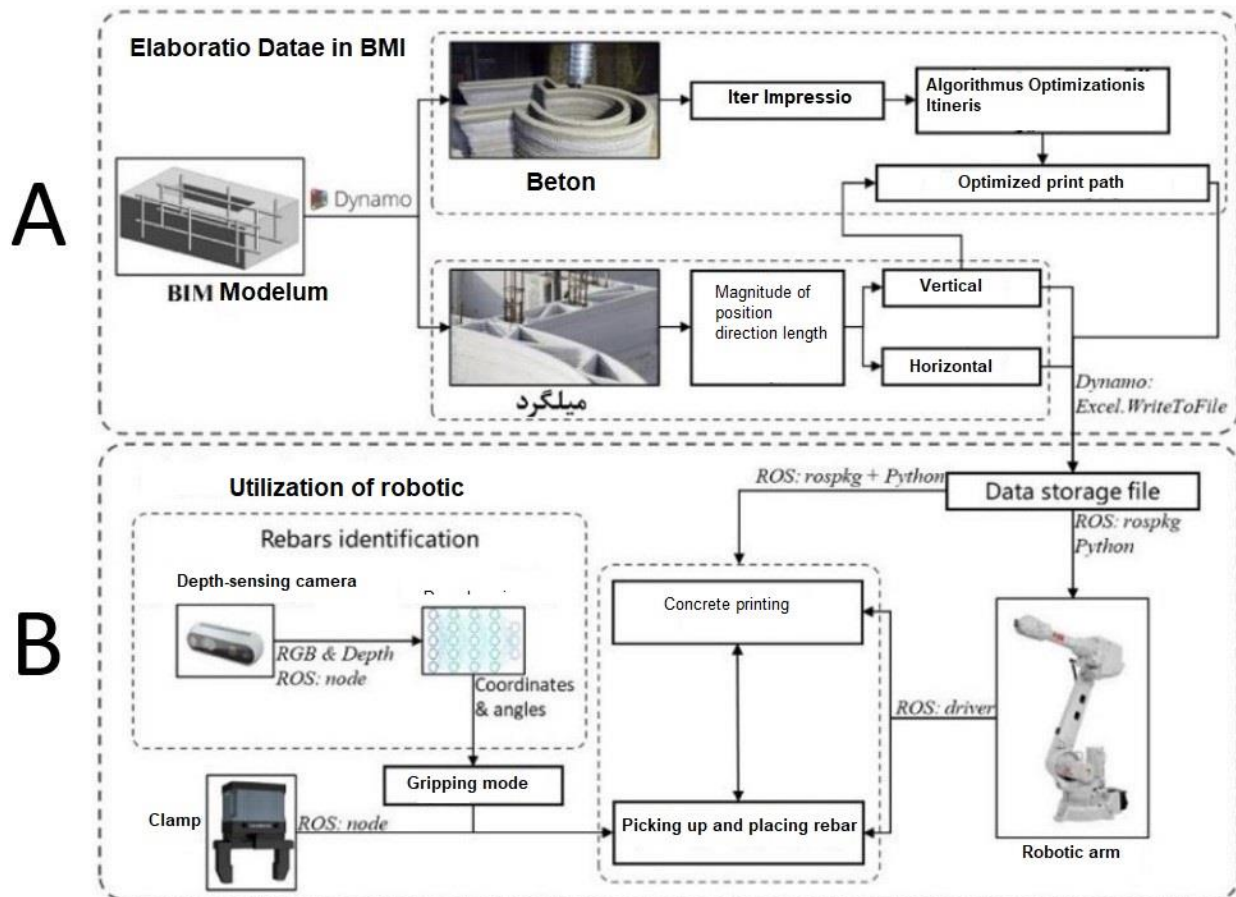 A
Elaboratio Datae in BMI
Beton
Iter Impressio
Algorithmus Optimizationis
Itineris
Optimized print path
BIM Modelum
Dynamo
میلگرد
Magnitude of
position
direction length
Vertical
Horizontal
Dynamo:
Excel.WriteToFile
B
Utilization of robotic
Rebars identification
Depth-sensing camera
RGB & Depth
ROS: node
Coordinates
& angles
Gripping mode
Clamp
ROS: node
ROS: rospkg + Python
Data storage file
ROS: rospkg
Python
Concrete printing
Picking up and placing rebar
ROS: driver
Robotic arm